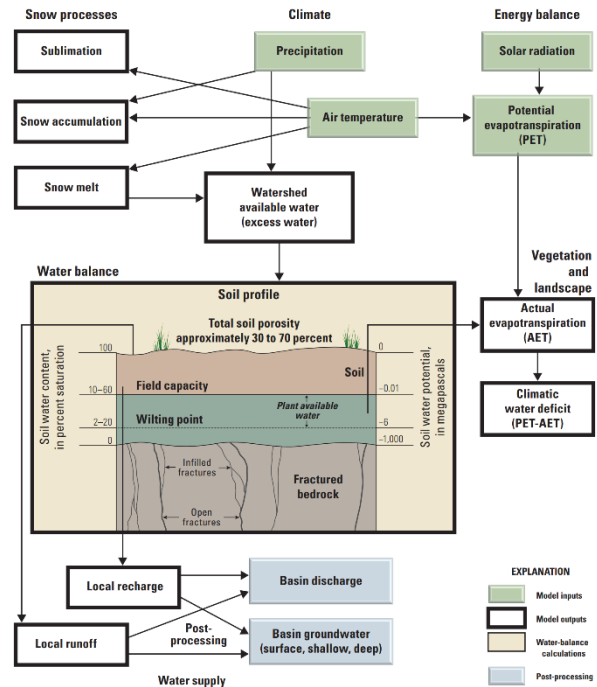 Snow processes
Climate
Energy balance
Sublimation
Precipitation
Solar radiation
Snow accumulation
Air temperature
Potential
evapotranspiration
(PET)
Snow melt
Watershed
available water
(excess water)
Vegetation
and
landscape
Water balance
Soil profile
Total soil porosity
approximately 30 to 70 percent
Actual
evapotranspiration
(AET)
Climatic
water deficit
(PET-AET)
Soil water content,
in percent saturation
100
10–60
2–20
0
Soil
Field capacity
Plant available
water
Wilting point
0
–0.01
–6
–1,000
Soil water potential,
in megapascals
Infilled
fractures
Fractured
bedrock
Open
fractures
Local recharge
Basin discharge
Local runoff
Post-
processing
Basin groundwater
(surface, shallow, deep)
Water supply
EXPLANATION
Model inputs
Model outputs
Water-balance
calculations
Post-processing